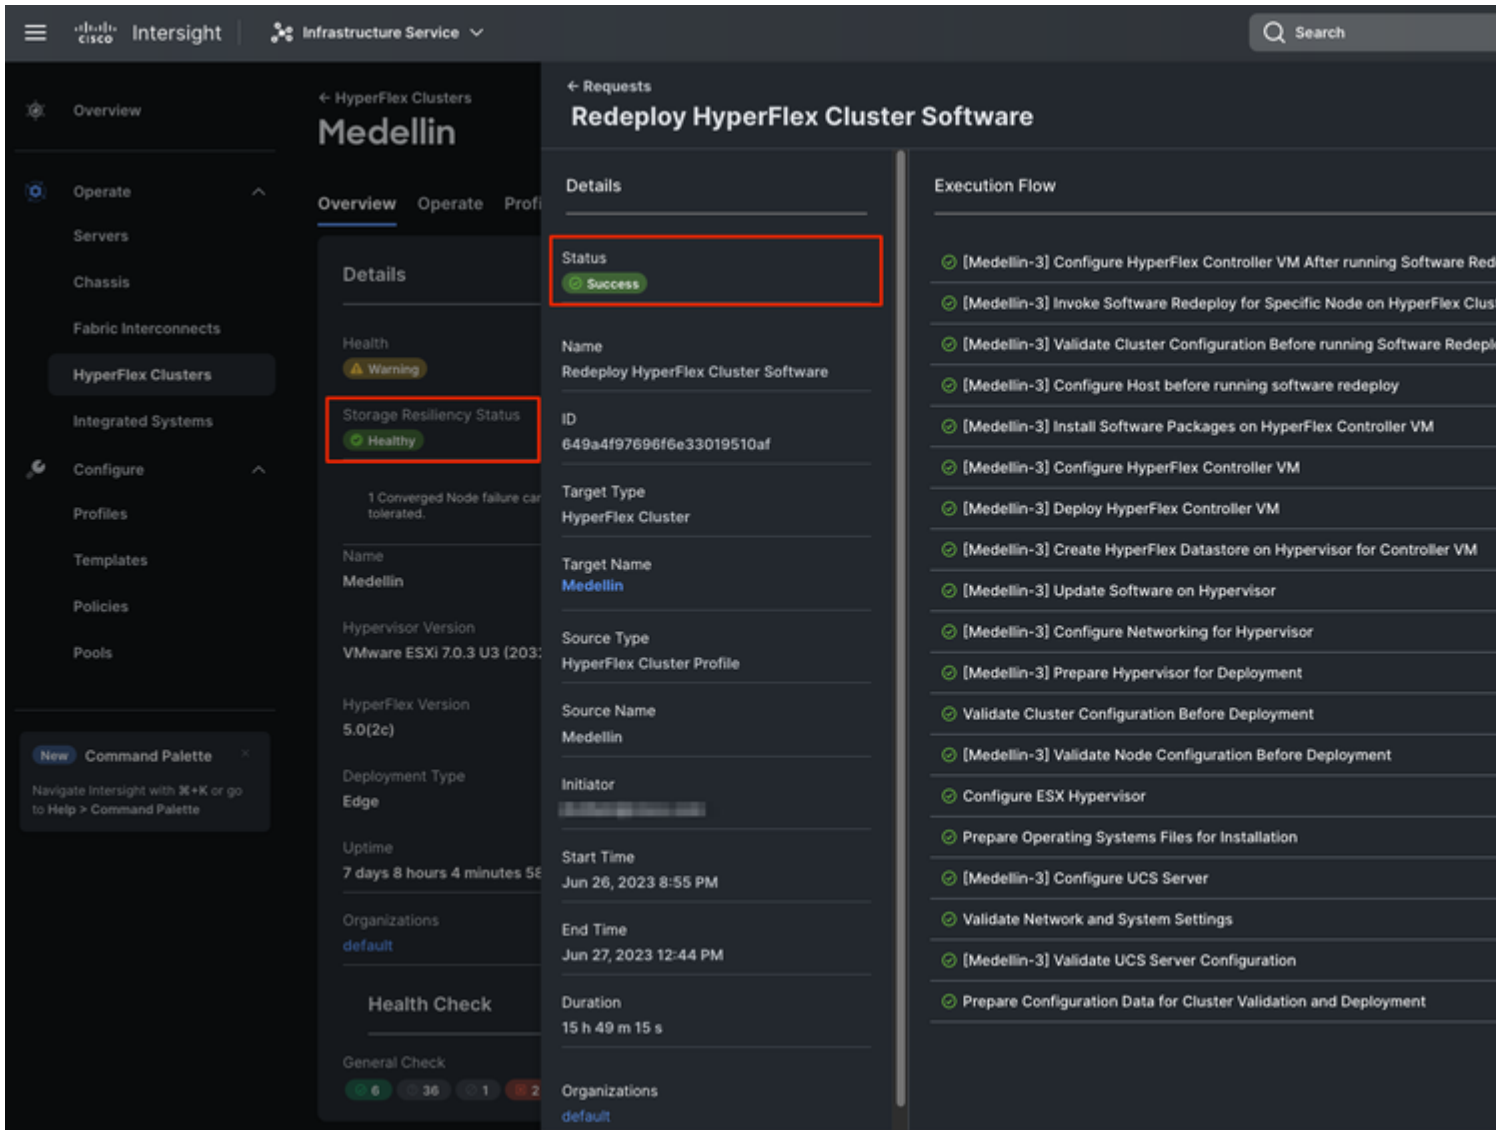 cisco Intersight
Infrastructure Service
Search
Overview
Operate
Servers
Chassis
Fabric Interconnects
HyperFlex Clusters
Integrated Systems
Configure
Profiles
Templates
Policies
Pools
New Command Palette ×
Navigate Intersight with ⌘+K or go
to Help > Command Palette
← HyperFlex Clusters
Medellin
Overview Operate Profi
Details
Health
Warning
Storage Resiliency Status
Healthy
1 Converged Node failure can
tolerated.
Name
Medellin
Hypervisor Version
VMware ESXi 7.0.3 U3 (2032
HyperFlex Version
5.0(2c)
Deployment Type
Edge
Uptime
7 days 8 hours 4 minutes 58
Organizations
default
Health Check
General Check
6 36 1 2
← Requests
Redeploy HyperFlex Cluster Software
Details
Status
Success
Name
Redeploy HyperFlex Cluster Software
ID
649a4f97696f6e33019510af
Target Type
HyperFlex Cluster
Target Name
Medellin
Source Type
HyperFlex Cluster Profile
Source Name
Medellin
Initiator
Start Time
Jun 26, 2023 8:55 PM
End Time
Jun 27, 2023 12:44 PM
Duration
15 h 49 m 15 s
Organizations
default
Execution Flow
[Medellin-3] Configure HyperFlex Controller VM After running Software Red
[Medellin-3] Invoke Software Redeploy for Specific Node on HyperFlex Clus
[Medellin-3] Validate Cluster Configuration Before running Software Redepl
[Medellin-3] Configure Host before running software redeploy
[Medellin-3] Install Software Packages on HyperFlex Controller VM
[Medellin-3] Configure HyperFlex Controller VM
[Medellin-3] Deploy HyperFlex Controller VM
[Medellin-3] Create HyperFlex Datastore on Hypervisor for Controller VM
[Medellin-3] Update Software on Hypervisor
[Medellin-3] Configure Networking for Hypervisor
[Medellin-3] Prepare Hypervisor for Deployment
Validate Cluster Configuration Before Deployment
[Medellin-3] Validate Node Configuration Before Deployment
Configure ESX Hypervisor
Prepare Operating Systems Files for Installation
[Medellin-3] Configure UCS Server
Validate Network and System Settings
[Medellin-3] Validate UCS Server Configuration
Prepare Configuration Data for Cluster Validation and Deployment